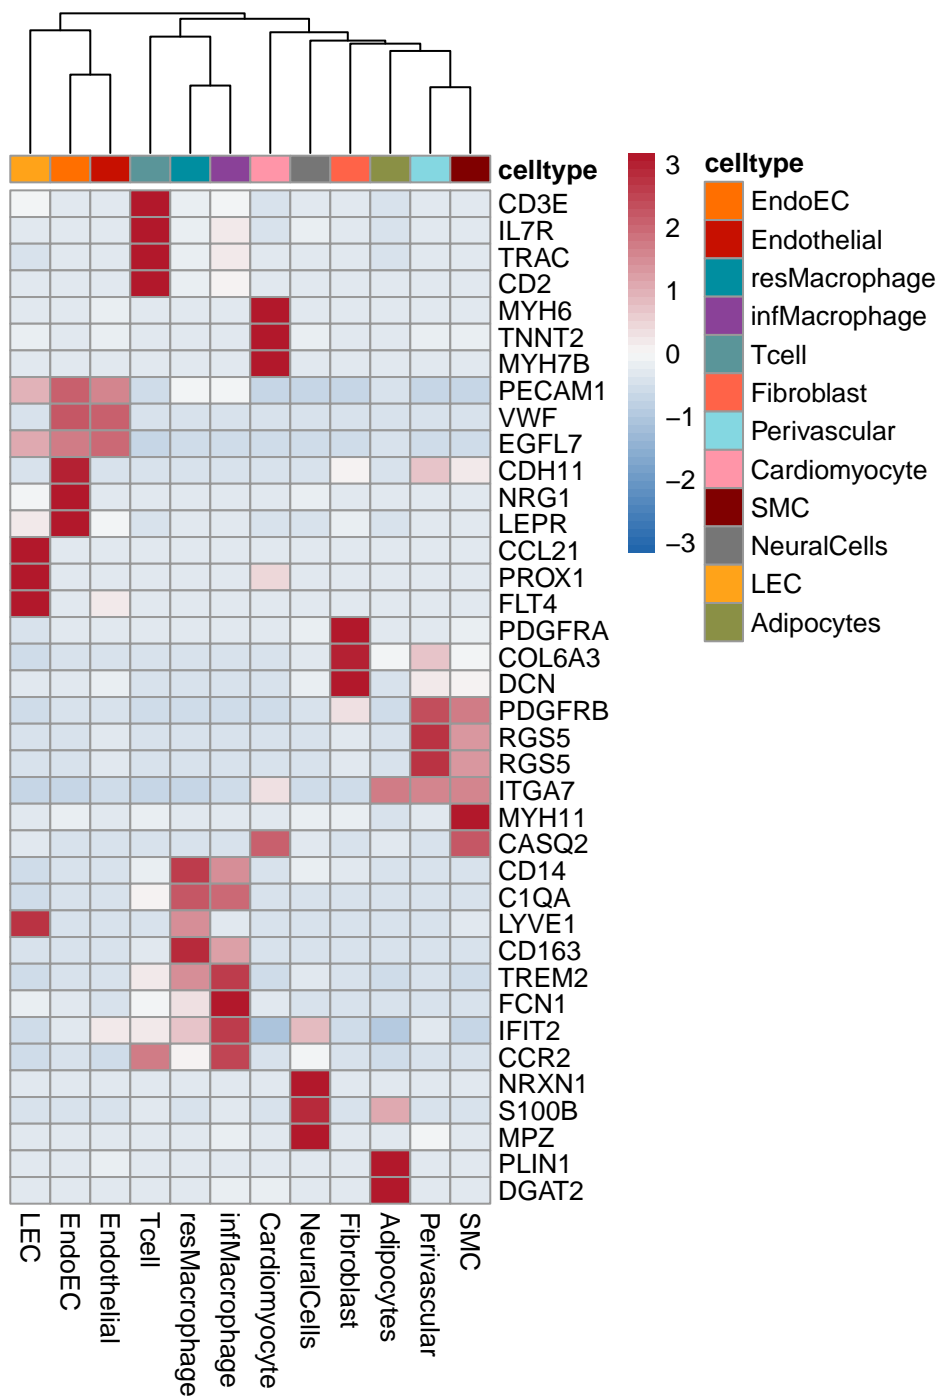 celltype
CD3E
IL7R
TRAC
CD2
MYH6
TNNT2
MYH7B
PECAM1
VWF
EGFL7
CDH11
NRG1
LEPR
CCL21
PROX1
FLT4
PDGFRA
COL6A3
DCN
PDGFRB
RGS5
RGS5
ITGA7
MYH11
CASQ2
CD14
C1QA
LYVE1
CD163
TREM2
FCN1
IFIT2
CCR2
NRXN1
S100B
MPZ
PLIN1
DGAT2
LEC
EndoEC
Endothelial
Tcell
resMacrophage
infMacrophage
Cardiomyocyte
NeuralCells
Fibroblast
Adipocytes
Perivascular
SMC
3
2
1
0
−1
−2
−3
celltype
EndoEC
Endothelial
resMacrophage
infMacrophage
Tcell
Fibroblast
Perivascular
Cardiomyocyte
SMC
NeuralCells
LEC
Adipocytes